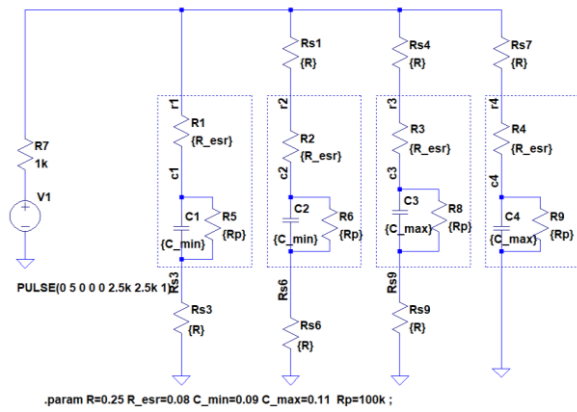 Rs1
{R}
Rs4
{R}
Rs7
{R}
r1
r2
r3
r4
R7
1k
R1
{R_esr}
R2
{R_esr}
R3
{R_esr}
R4
{R_esr}
c1
c2
c3
c4
V1
C1
{C_min}
R5
{Rp}
C2
{C_min}
R6
{Rp}
C3
{C_max}
R8
{Rp}
C4
{C_max}
R9
{Rp}
PULSE(0 5 0 0 0 2.5k 2.5k 1)
Rs3
Rs6
Rs9
Rs3
{R}
Rs6
{R}
Rs9
{R}
.param R=0.25 R_esr=0.08 C_min=0.09 C_max=0.11 Rp=100k ;